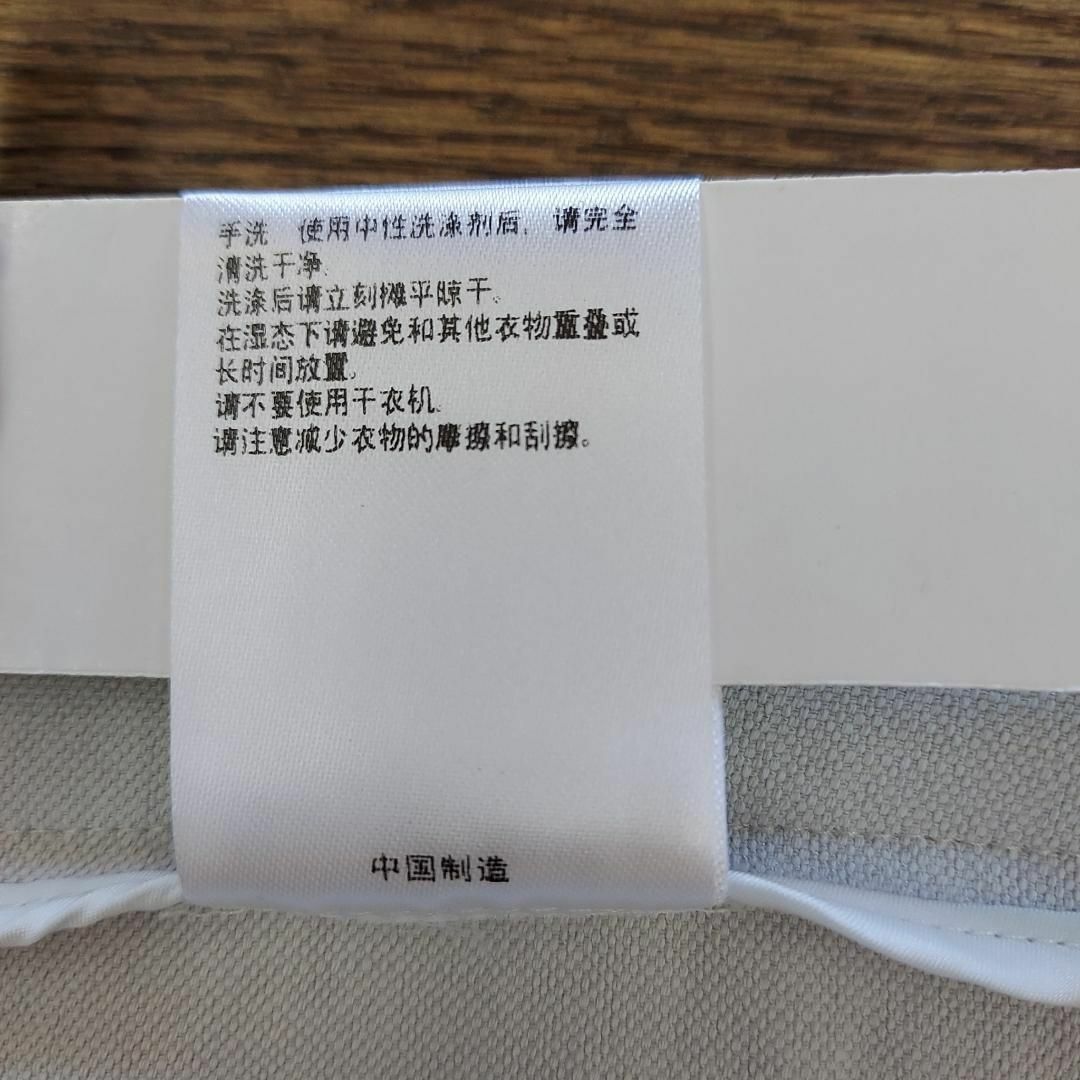 手洗 使用中性洗涤剂后, 请完全
清洗干净.
洗涤后请立刻摊平晾干。
在湿态下请避免和其他衣物重叠或
长时间放置。
请不要使用干衣机.
请注意减少衣物的摩擦和刮擦。
中国制造